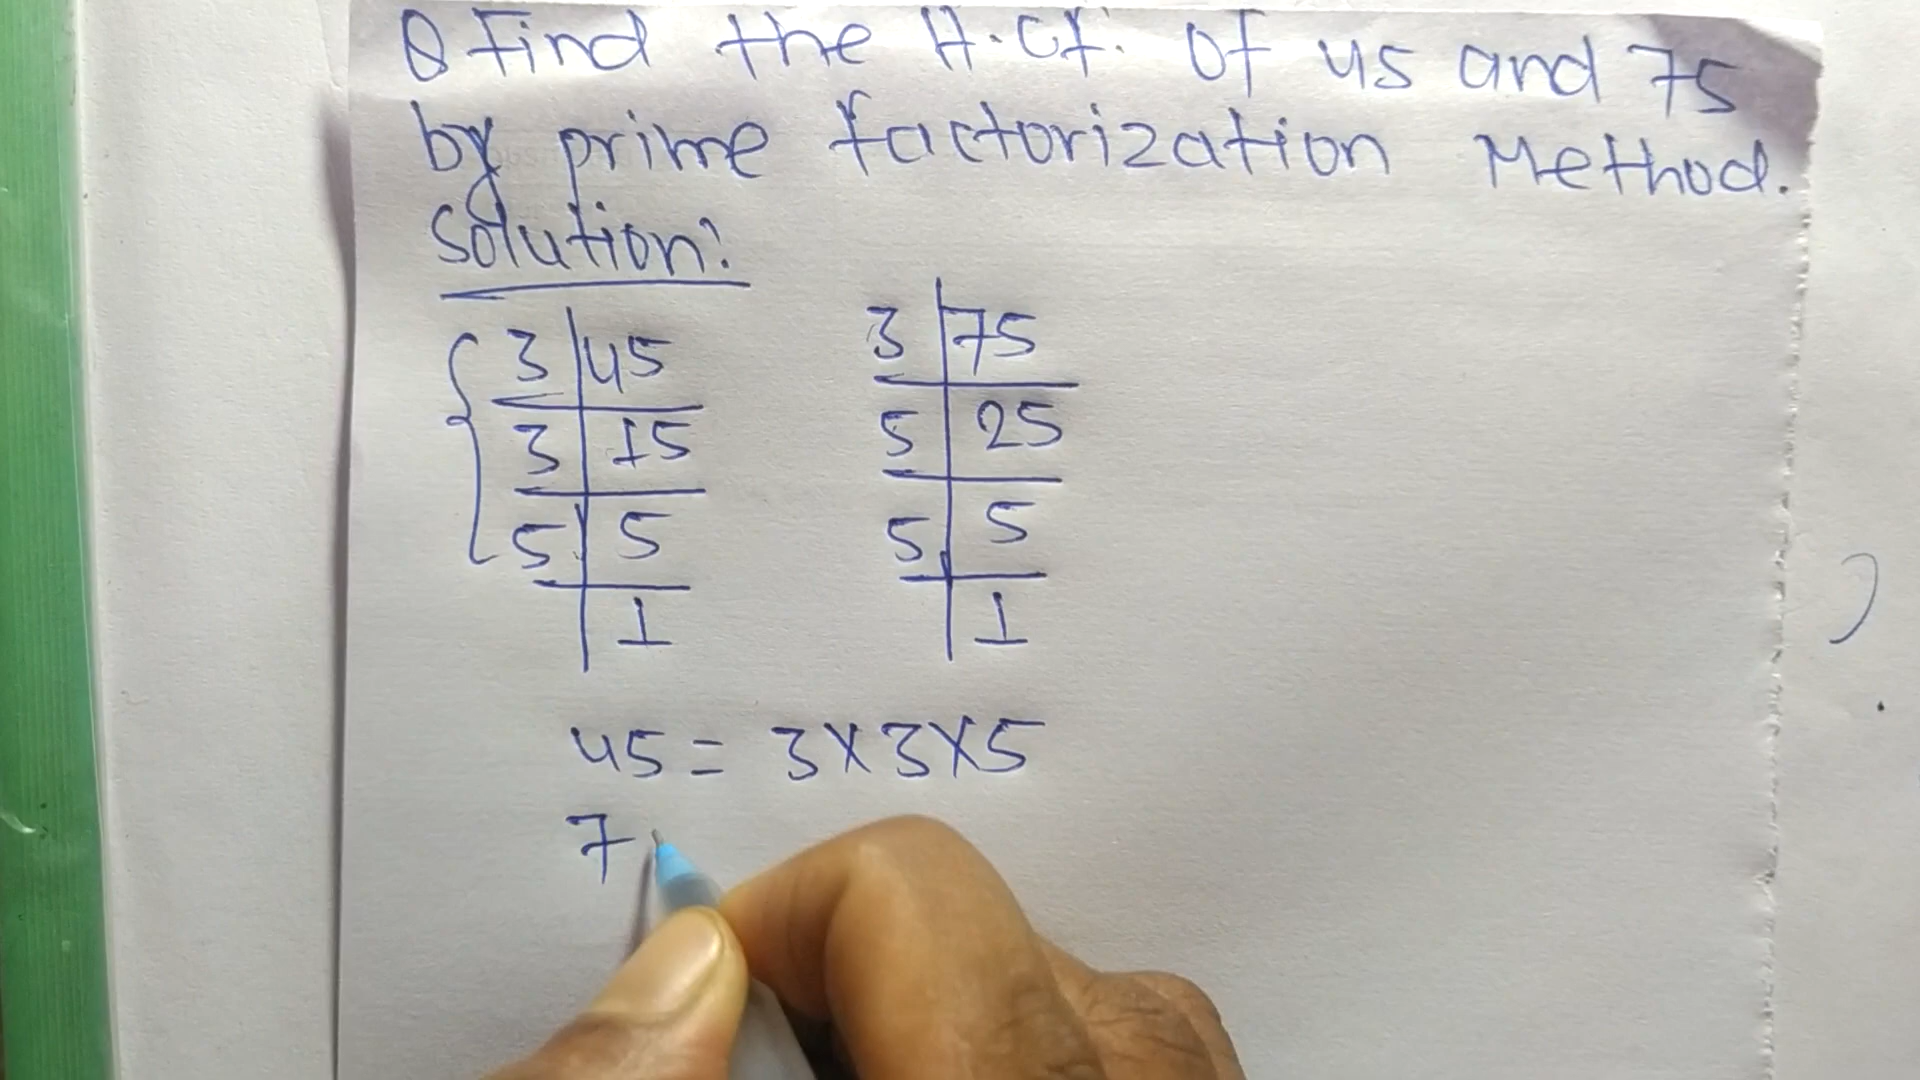 Q Find the H.C.F. of 45 and 75
by prime factorization Method.
Solution:
3 | 45
3 | 15
5 | 5
1
3 | 75
5 | 25
5 | 5
1
45 = 3×3×5
7